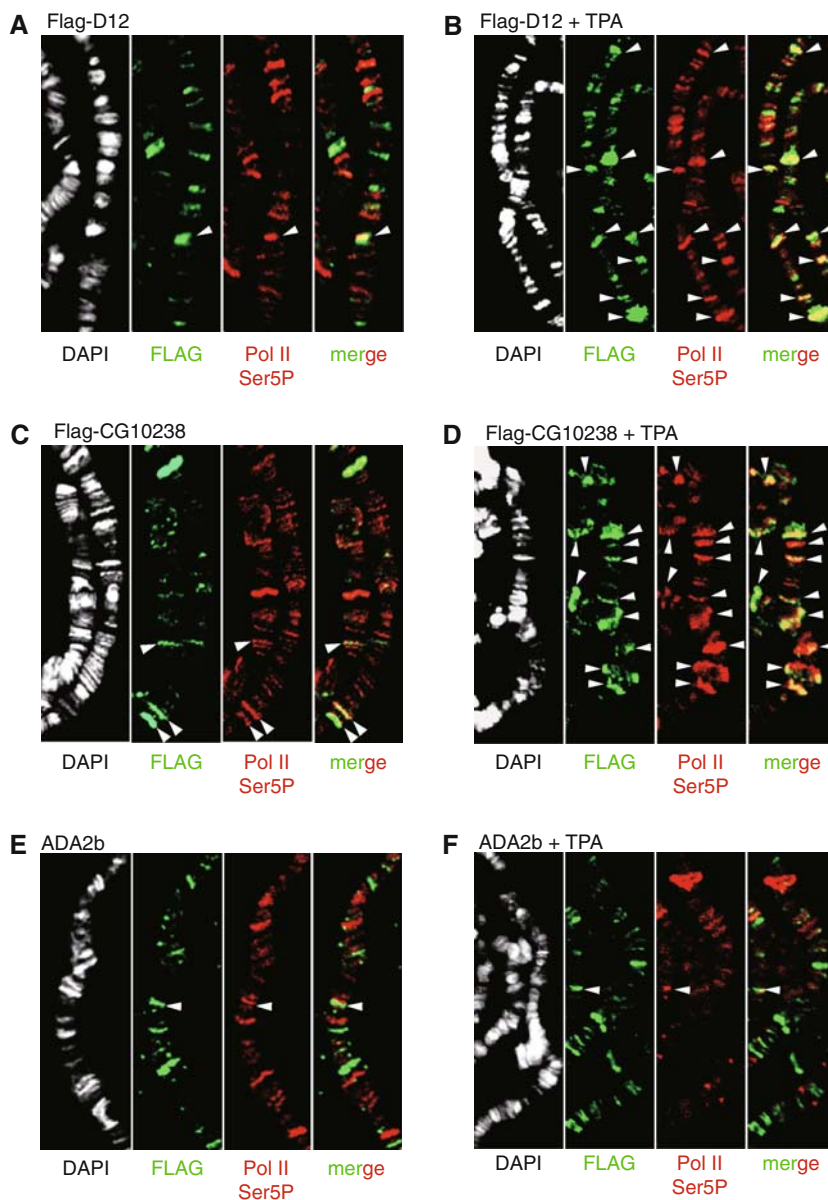 A Flag-D12
B Flag-D12 + TPA
DAPI FLAG Pol II Ser5P merge
DAPI FLAG Pol II Ser5P merge
C Flag-CG10238
D Flag-CG10238 + TPA
DAPI FLAG Pol II Ser5P merge
DAPI FLAG Pol II Ser5P merge
E ADA2b
F ADA2b + TPA
DAPI FLAG Pol II Ser5P merge
DAPI FLAG Pol II Ser5P merge